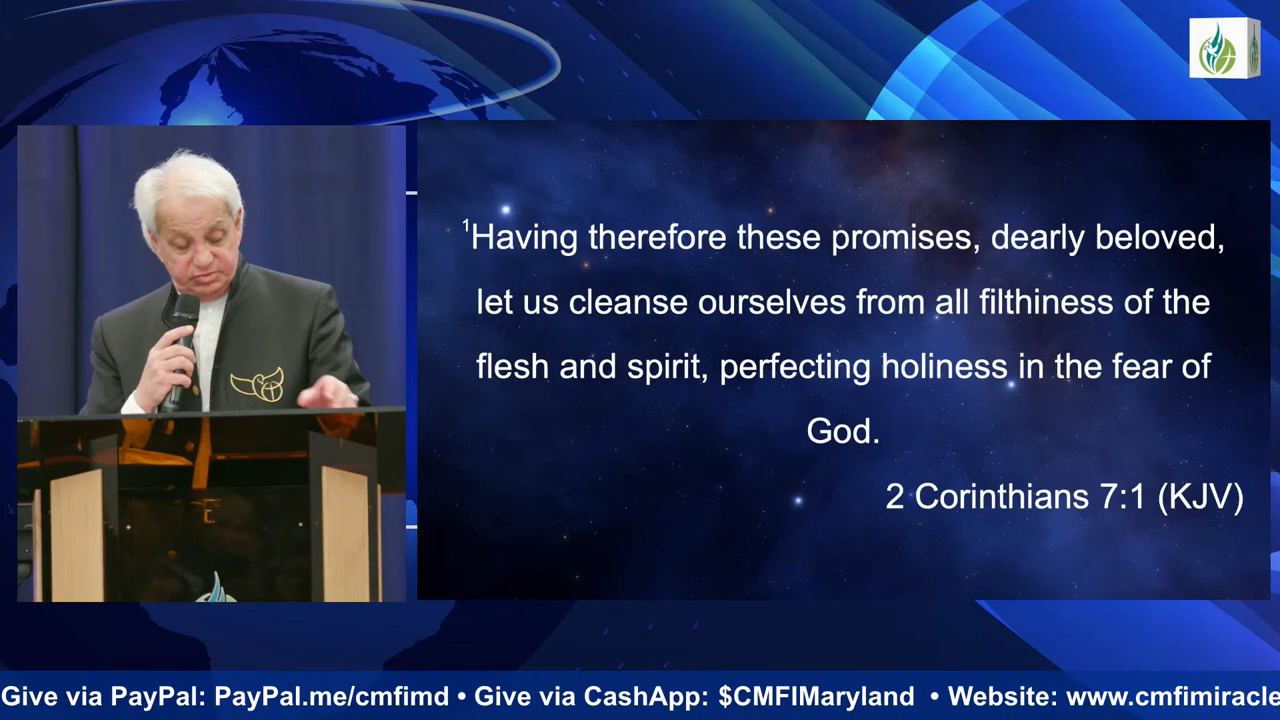 ¹Having therefore these promises, dearly beloved,
let us cleanse ourselves from all filthiness of the
flesh and spirit, perfecting holiness in the fear of
God.
2 Corinthians 7:1 (KJV)
Give via PayPal: PayPal.me/cmfimd • Give via CashApp: $CMFIMaryland • Website: www.cmfimiracle